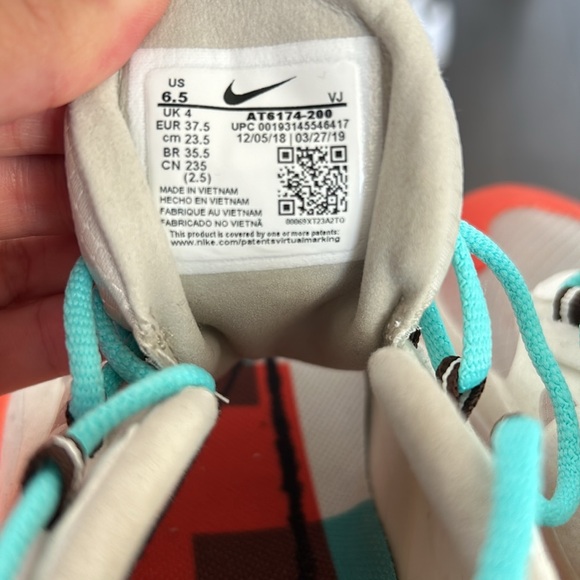 US
6.5 VJ
UK 4 AT6174-200
EUR 37.5 UPC 00193145546417
cm 23.5 12/05/18 | 03/27/19
BR 35.5
CN 235
(2.5)
MADE IN VIETNAM
HECHO EN VIETNAM
FABRIQUE AU VIETNAM
FABRICADO NO VIETNÃ
00069XT23A2TO
This product is covered by one or more patents:
www.nike.com/patentsvirtualmarking